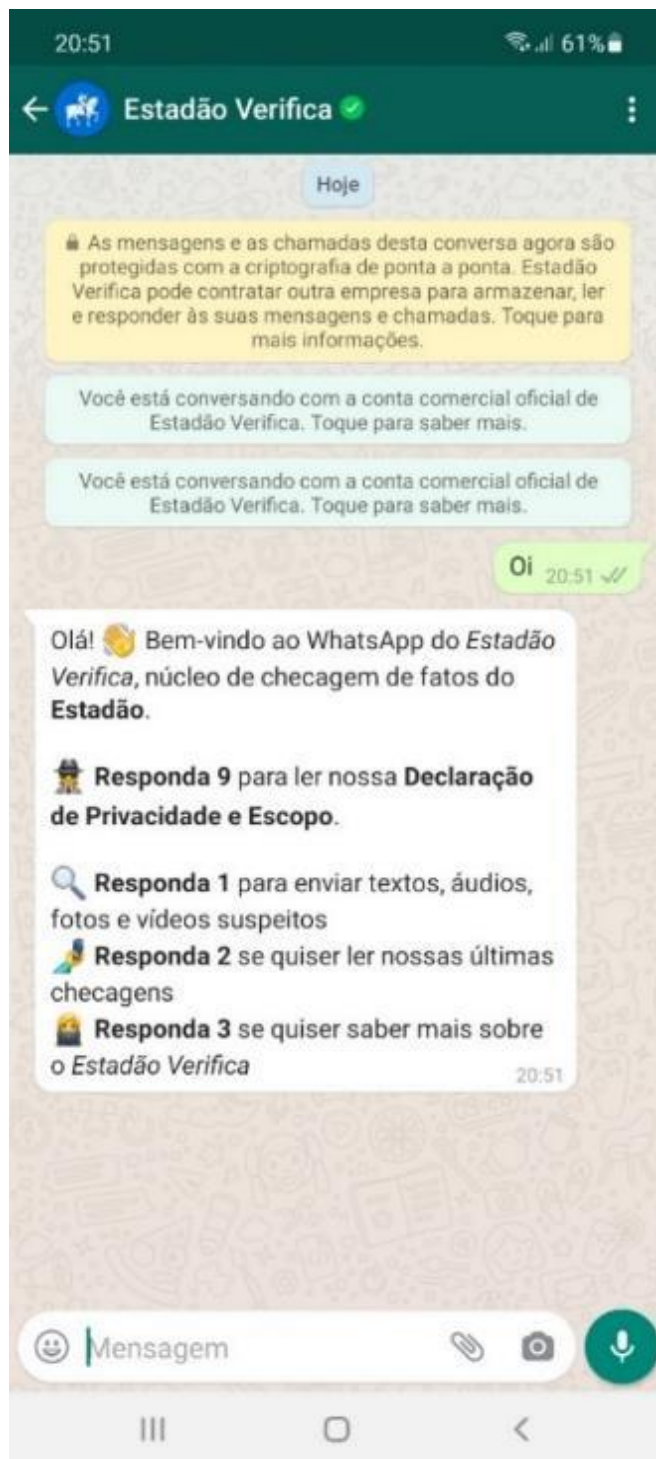 20:51 61%
Estadão Verifica
Hoje
As mensagens e as chamadas desta conversa agora são
protegidas com a criptografia de ponta a ponta. Estadão
Verifica pode contratar outra empresa para armazenar, ler
e responder às suas mensagens e chamadas. Toque para
mais informações.
Você está conversando com a conta comercial oficial de
Estadão Verifica. Toque para saber mais.
Você está conversando com a conta comercial oficial de
Estadão Verifica. Toque para saber mais.
Oi 20:51
Olá! 👋 Bem-vindo ao WhatsApp do Estadão
Verifica, núcleo de checagem de fatos do
Estadão.
Responda 9 para ler nossa Declaração
de Privacidade e Escopo.
Responda 1 para enviar textos, áudios,
fotos e vídeos suspeitos
Responda 2 se quiser ler nossas últimas
checagens
Responda 3 se quiser saber mais sobre
o Estadão Verifica 20:51
Mensagem